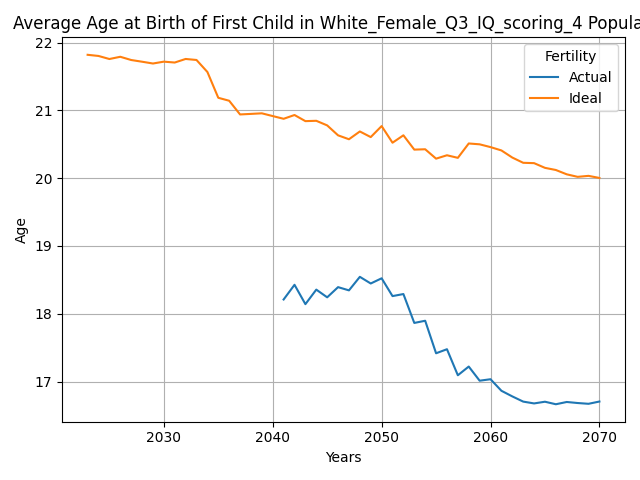 Average Age at Birth of First Child in White_Female_Q3_IQ_scoring_4 Popula
22
21
20
19
18
17
Age
Fertility
Actual
Ideal
2030 2040 2050 2060 2070
Years